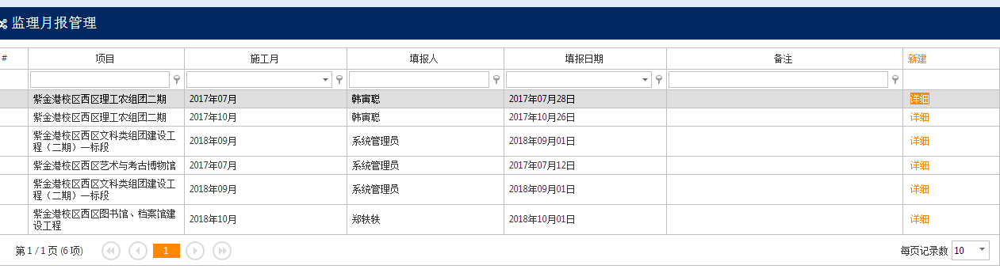 监理月报管理
# 项目 施工月 填报人 填报日期 备注 新建
紫金港校区西区理工农组团二期 2017年07月 韩寅聪 2017年07月28日 详细
紫金港校区西区理工农组团二期 2017年10月 韩寅聪 2017年10月26日 详细
紫金港校区西区文科类组团建设工
程（二期）一标段 2018年09月 系统管理员 2018年09月01日 详细
紫金港校区西区艺术与考古博物馆 2017年07月 系统管理员 2017年07月12日 详细
紫金港校区西区文科类组团建设工
程（二期）一标段 2018年09月 系统管理员 2018年09月01日 详细
紫金港校区西区图书馆、档案馆建
设工程 2018年10月 郑轶轶 2018年10月01日 详细
第 1 / 1 页 (6 项) 1 每页记录数 10